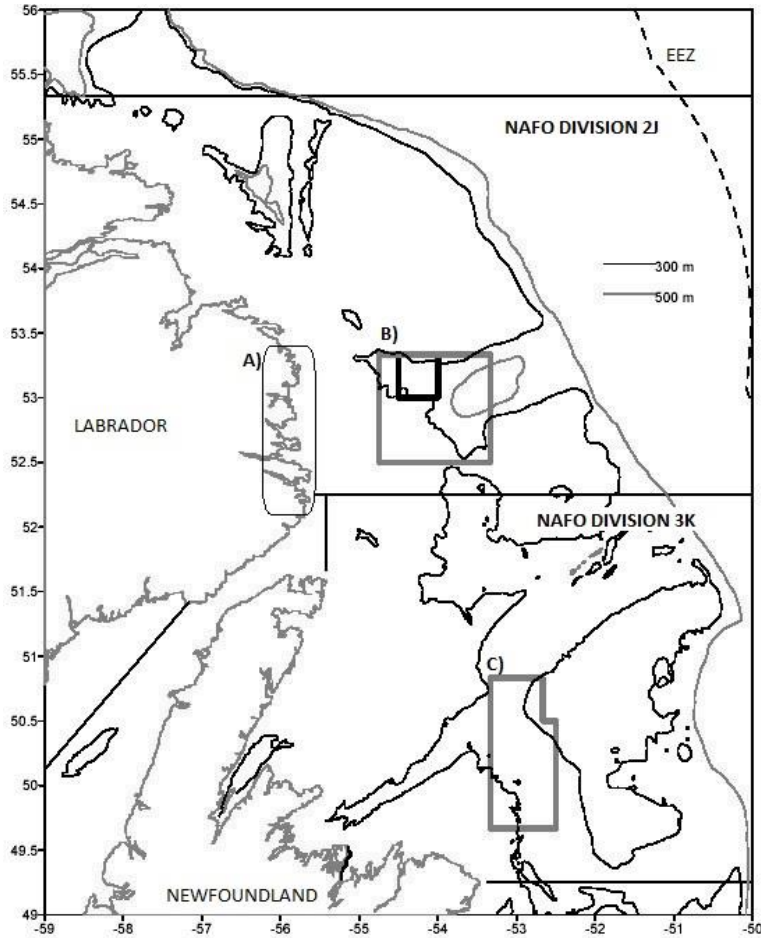 56
55.5
EEZ
55
NAFO DIVISION 2J
54.5
54
300 m
500 m
53.5
B)
A)
53
LABRADOR
52.5
52
NAFO DIVISION 3K
51.5
51
C)
50.5
50
49.5
NEWFOUNDLAND
49
-59 -58 -57 -56 -55 -54 -53 -52 -51 -50